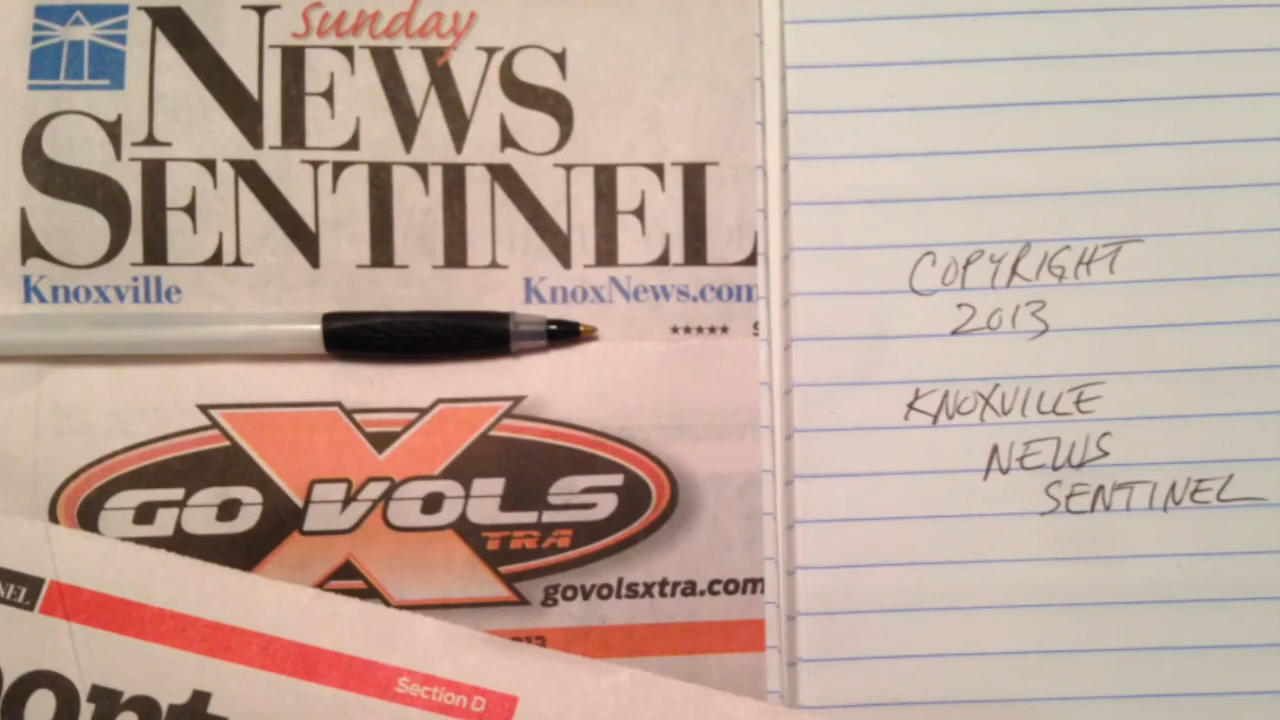 Sunday
NEWS
SENTINEL
Knoxville KnoxNews.com
*****
GO VOLS
XTRA
govolsxtra.com
Section D
COPYRIGHT
2013
KNOXVILLE
NEWS
SENTINEL